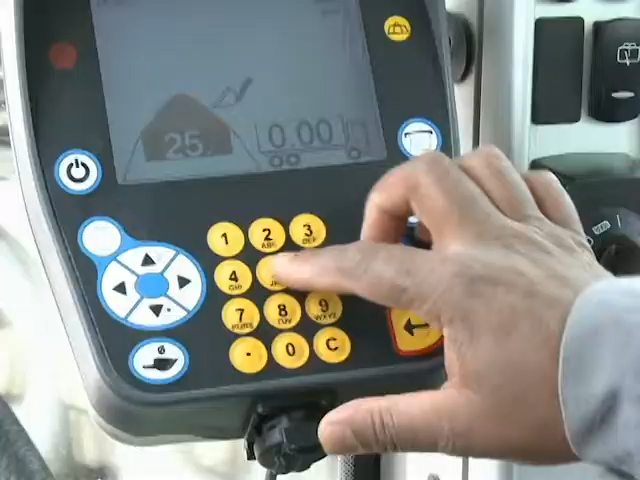 25.
0.00
1
2 ABC
3 DEF
4 GHI
7 PQRS
8 TUV
9 WXYZ
.
0
C